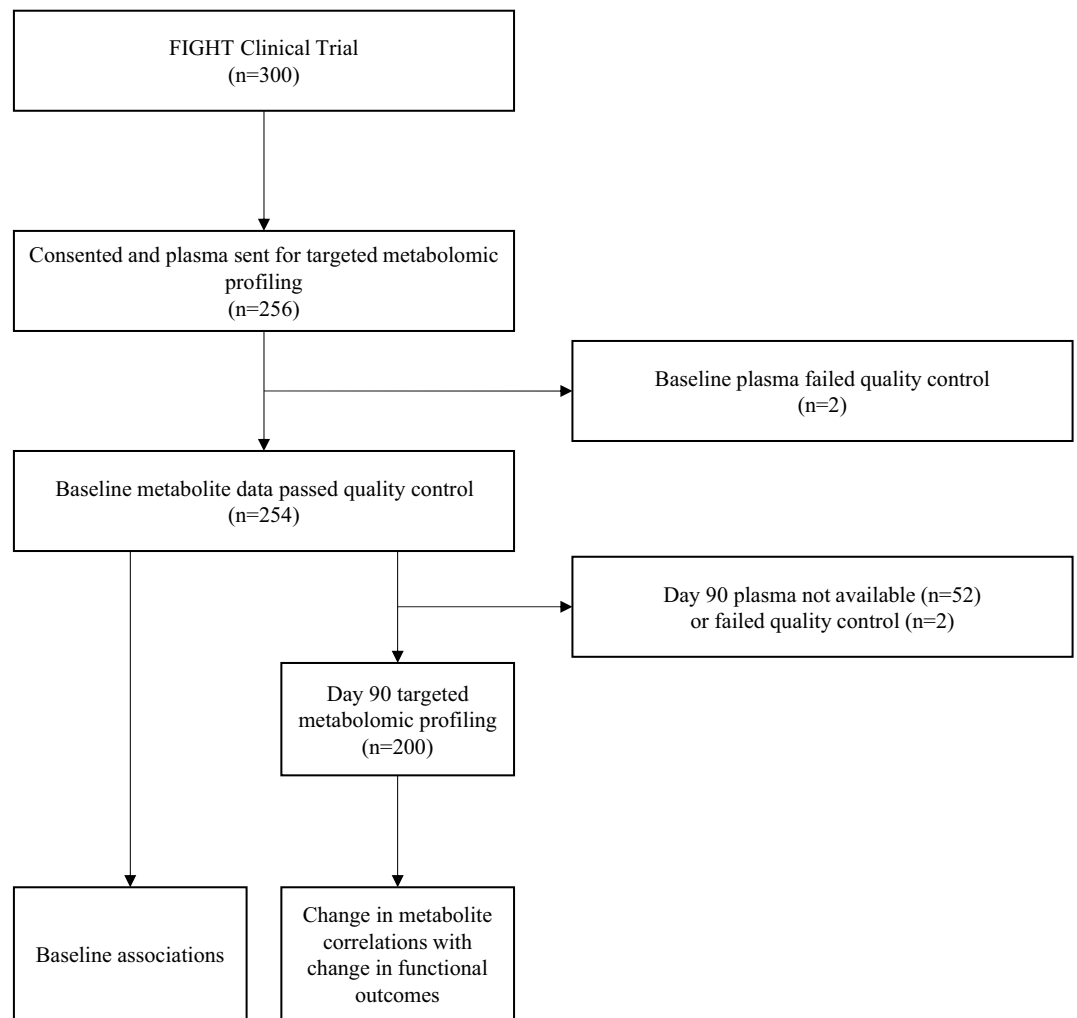 FIGHT Clinical Trial
(n=300)
Consented and plasma sent for targeted metabolomic
profiling
(n=256)
Baseline plasma failed quality control
(n=2)
Baseline metabolite data passed quality control
(n=254)
Day 90 plasma not available (n=52)
or failed quality control (n=2)
Day 90 targeted
metabolomic profiling
(n=200)
Baseline associations
Change in metabolite
correlations with
change in functional
outcomes